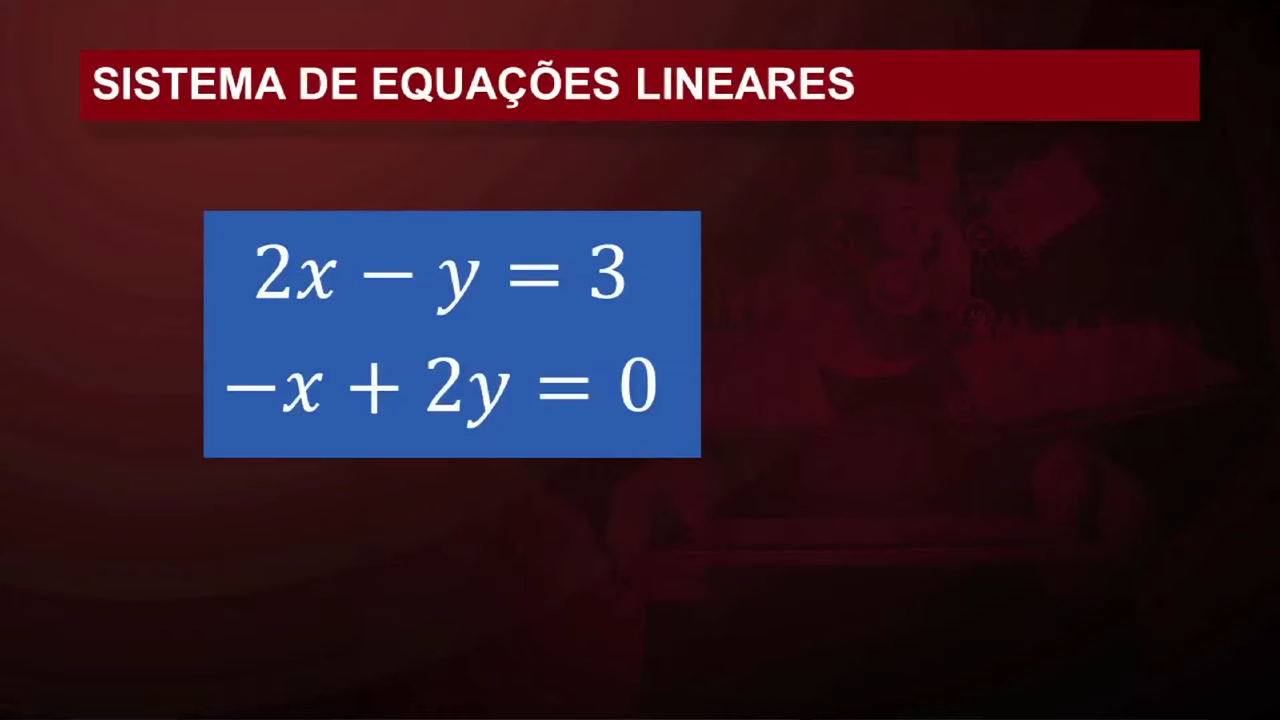 SISTEMA DE EQUAÇÕES LINEARES
2x − y = 3
−x + 2y = 0